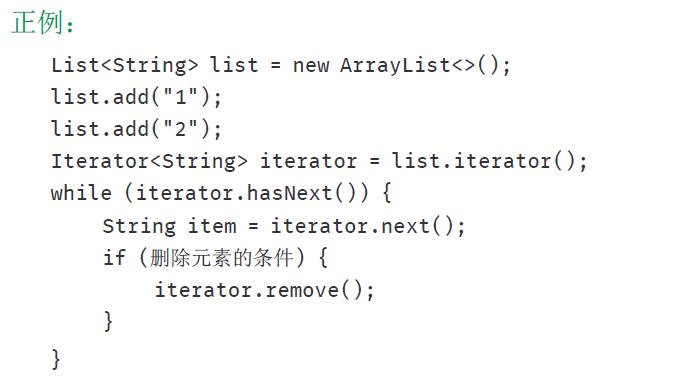 正例：
List<String> list = new ArrayList<>();
list.add("1");
list.add("2");
Iterator<String> iterator = list.iterator();
while (iterator.hasNext()) {
String item = iterator.next();
if (删除元素的条件) {
iterator.remove();
}
}